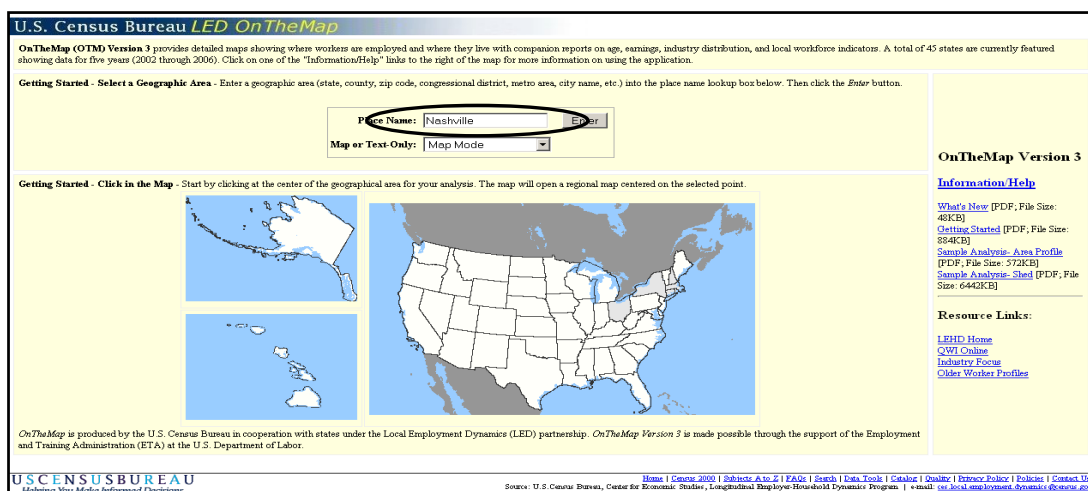 U.S. Census Bureau LED OnTheMap
OnTheMap (OTM) Version 3 provides detailed maps showing where workers are employed and where they live with companion reports on age, earnings, industry distribution, and local workforce indicators. A total of 45 states are currently featured
showing data for five years (2002 through 2006). Click on one of the "Information/Help" links to the right of the map for more information on using the application.
Getting Started - Select a Geographic Area - Enter a geographic area (state, county, zip code, congressional district, metro area, city name, etc.) into the place name lookup box below. Then click the Enter button.
Place Name: Nashville Enter
Map or Text-Only: Map Mode
Getting Started - Click in the Map - Start by clicking at the center of the geographical area for your analysis. The map will open a regional map centered on the selected point.
OnTheMap is produced by the U.S. Census Bureau in cooperation with states under the Local Employment Dynamics (LED) partnership. OnTheMap Version 3 is made possible through the support of the Employment
and Training Administration (ETA) at the U.S. Department of Labor.
OnTheMap Version 3
Information/Help
What's New [PDF; File Size:
48KB]
Getting Started [PDF; File Size:
884KB]
Sample Analysis- Area Profile
[PDF; File Size: 572KB]
Sample Analysis- Shed [PDF; File
Size: 6442KB]
Resource Links:
LEHD Home
QWI Online
Industry Focus
Older Worker Profiles
USCENSUSBUREAU
Helping You Make Informed Decisions
Home | Census 2000 | Subjects A to Z | FAQs | Search | Data Tools | Catalog | Quality | Privacy Policy | Policies | Contact Us
Source: U.S. Census Bureau, Center for Economic Studies, Longitudinal Employer-Household Dynamics Program | e-mail: ces.local.employment.dynamics@census.go